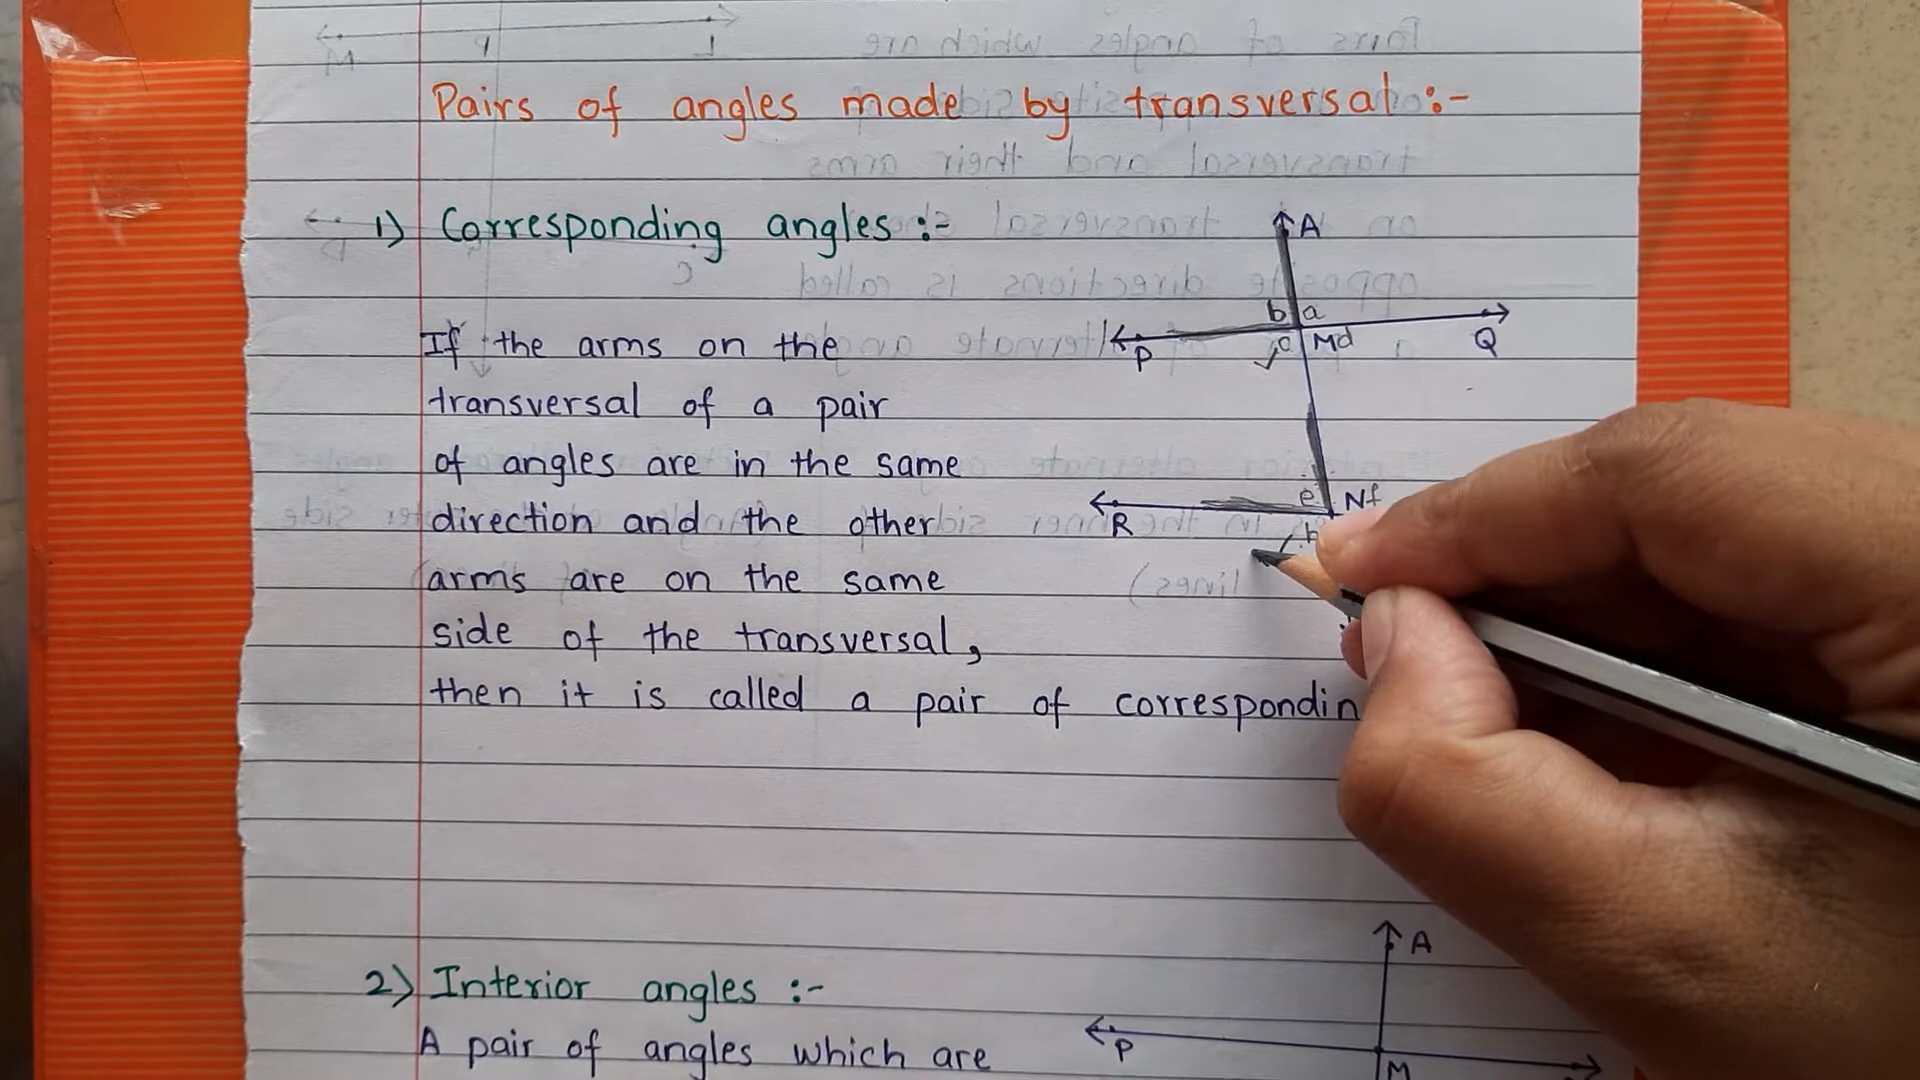 Pairs of angles made by transversal :-
1) Corresponding angles :-
If the arms on the
transversal of a pair
of angles are in the same
direction and the other
arms are on the same
side of the transversal,
then it is called a pair of correspondin
A
b a
P c M d Q
e N f
R h
2) Interior angles :-
A pair of angles which are
A
P
M